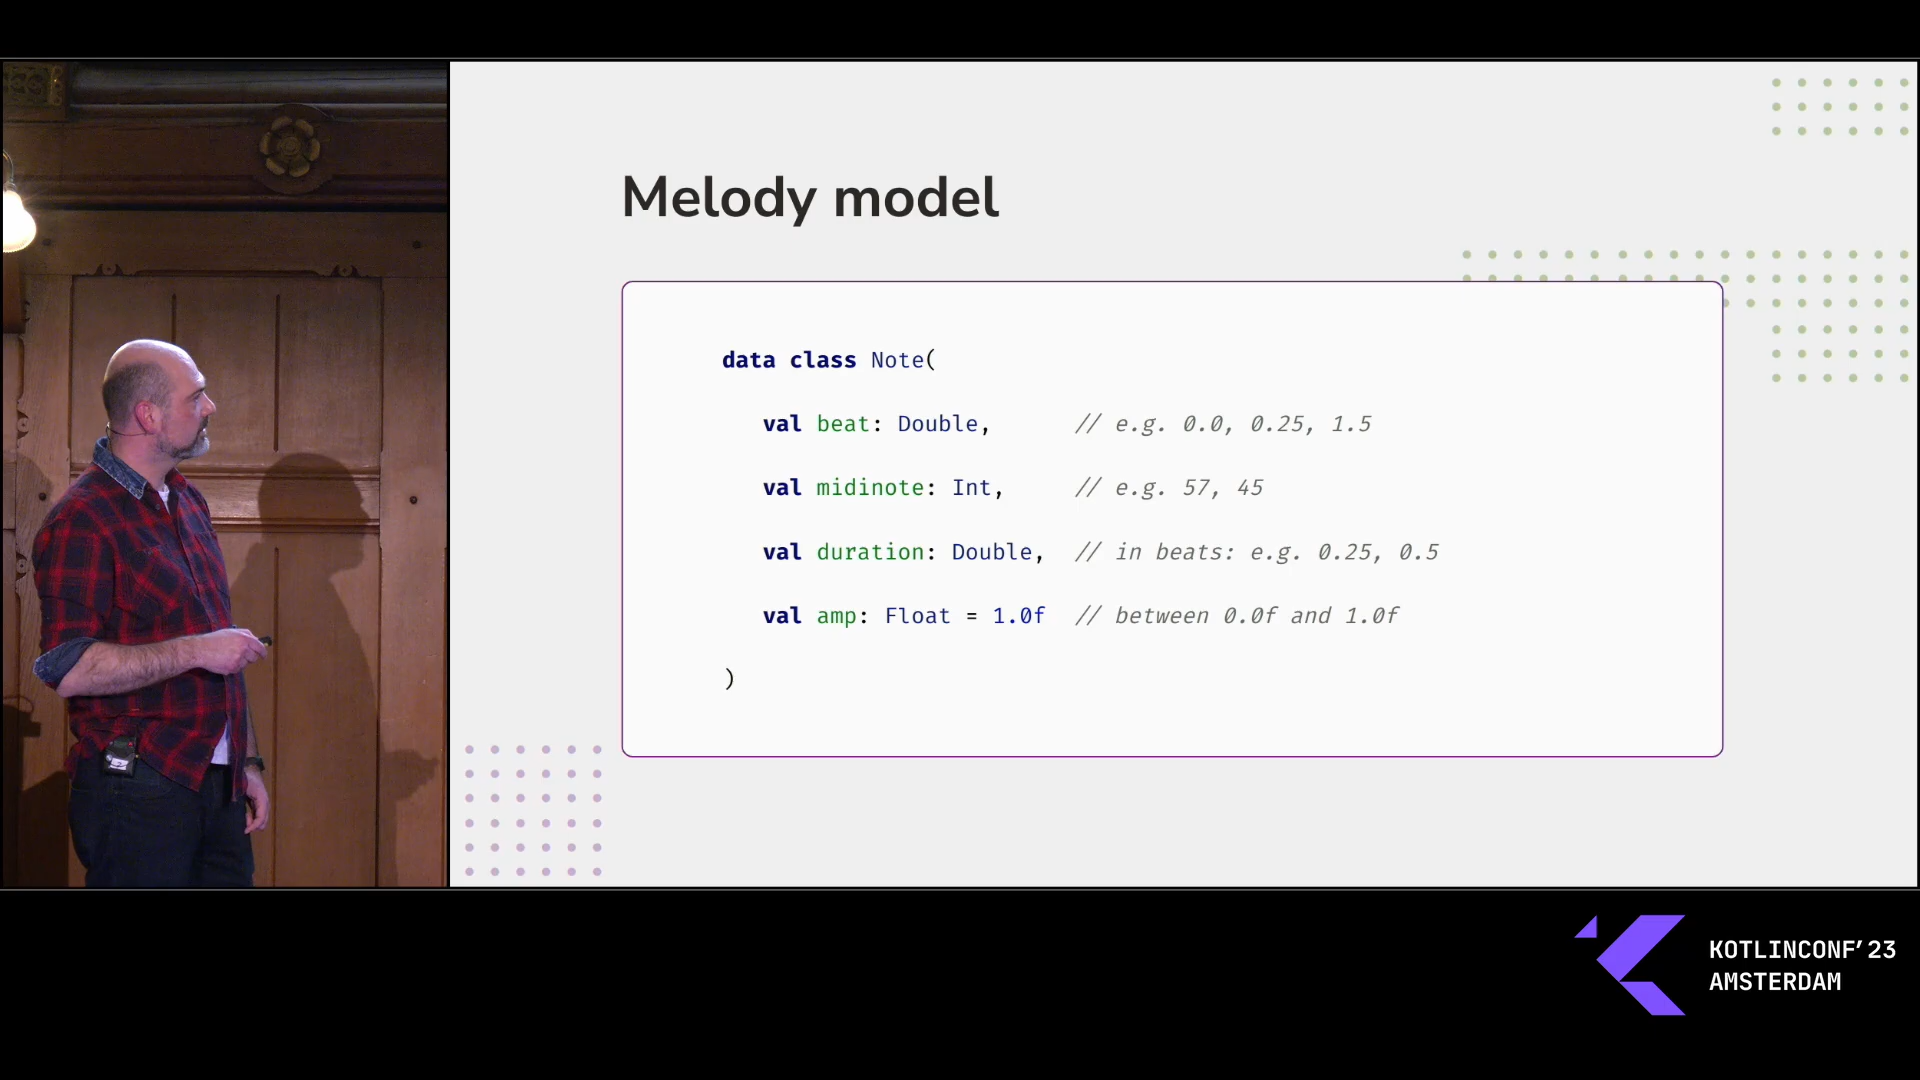 Melody model
data class Note(
val beat: Double, // e.g. 0.0, 0.25, 1.5
val midinote: Int, // e.g. 57, 45
val duration: Double, // in beats: e.g. 0.25, 0.5
val amp: Float = 1.0f // between 0.0f and 1.0f
)
KOTLINCONF'23
AMSTERDAM